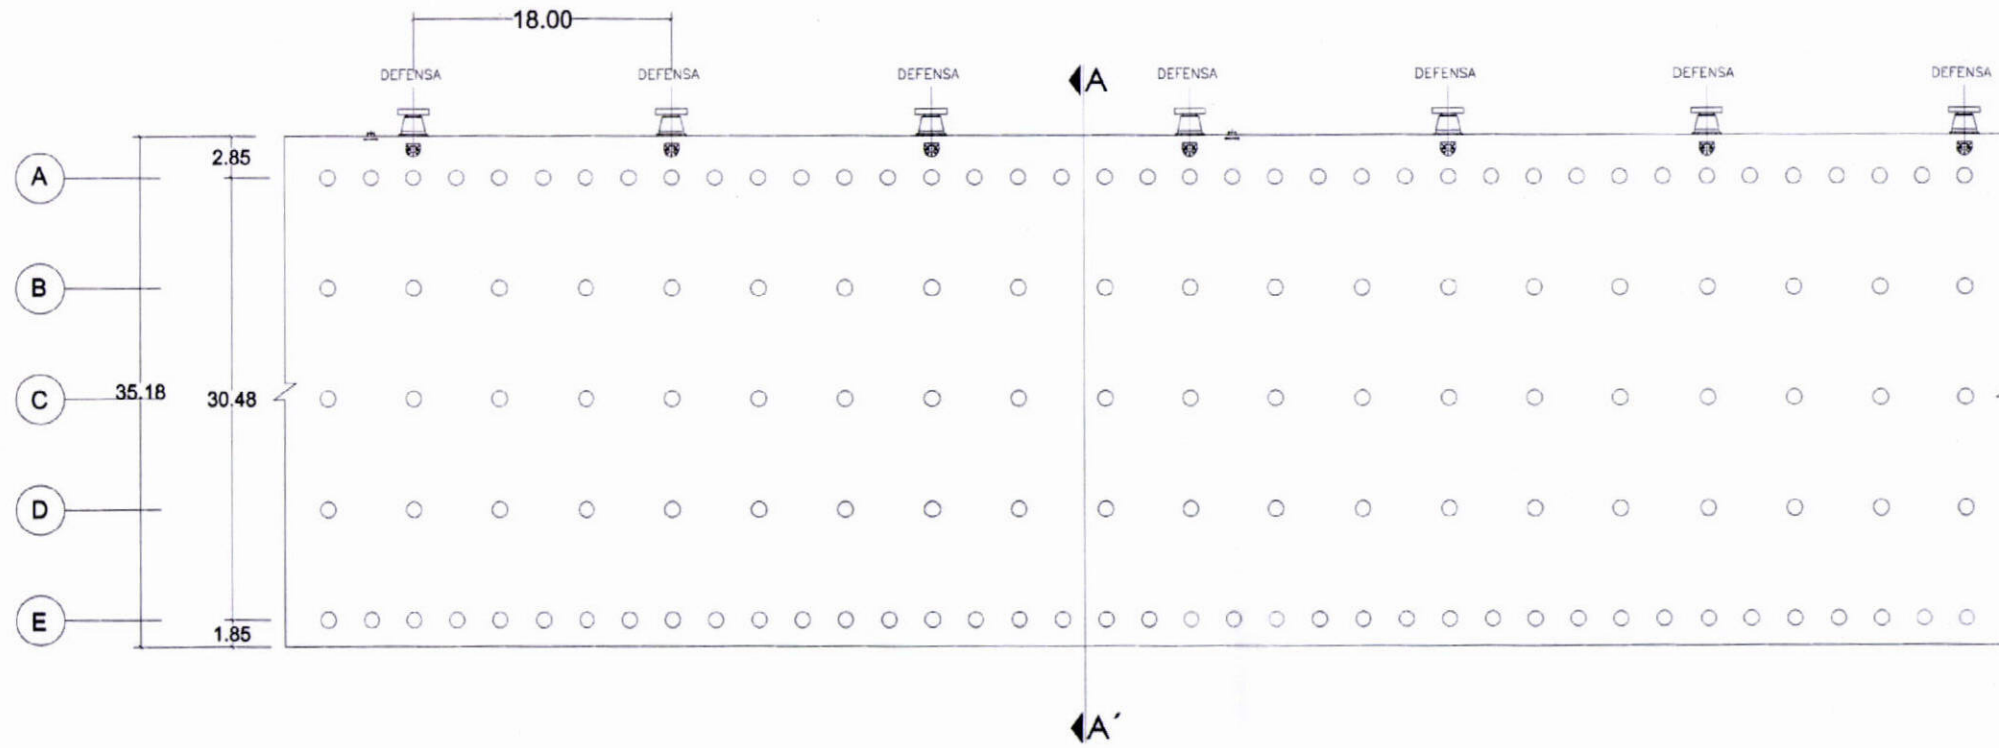 18.00
DEFENSA DEFENSA DEFENSA A DEFENSA DEFENSA DEFENSA DEFENSA
2.85
A
B
C
35.18 30.48
D
E
1.85
A´